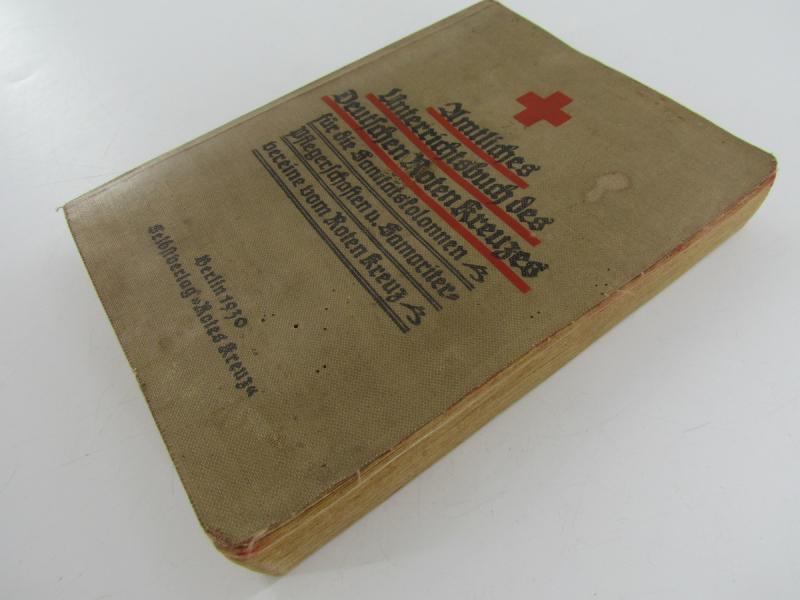 Amtliches
Unterrichtsbuch des
Deutschen Roten Kreuzes
für die Sanitätskolonnen
Pflegerschaften u. Samariter-
vereine vom Roten Kreuz
Berlin 1930
Selbstverlag »Rotes Kreuz«